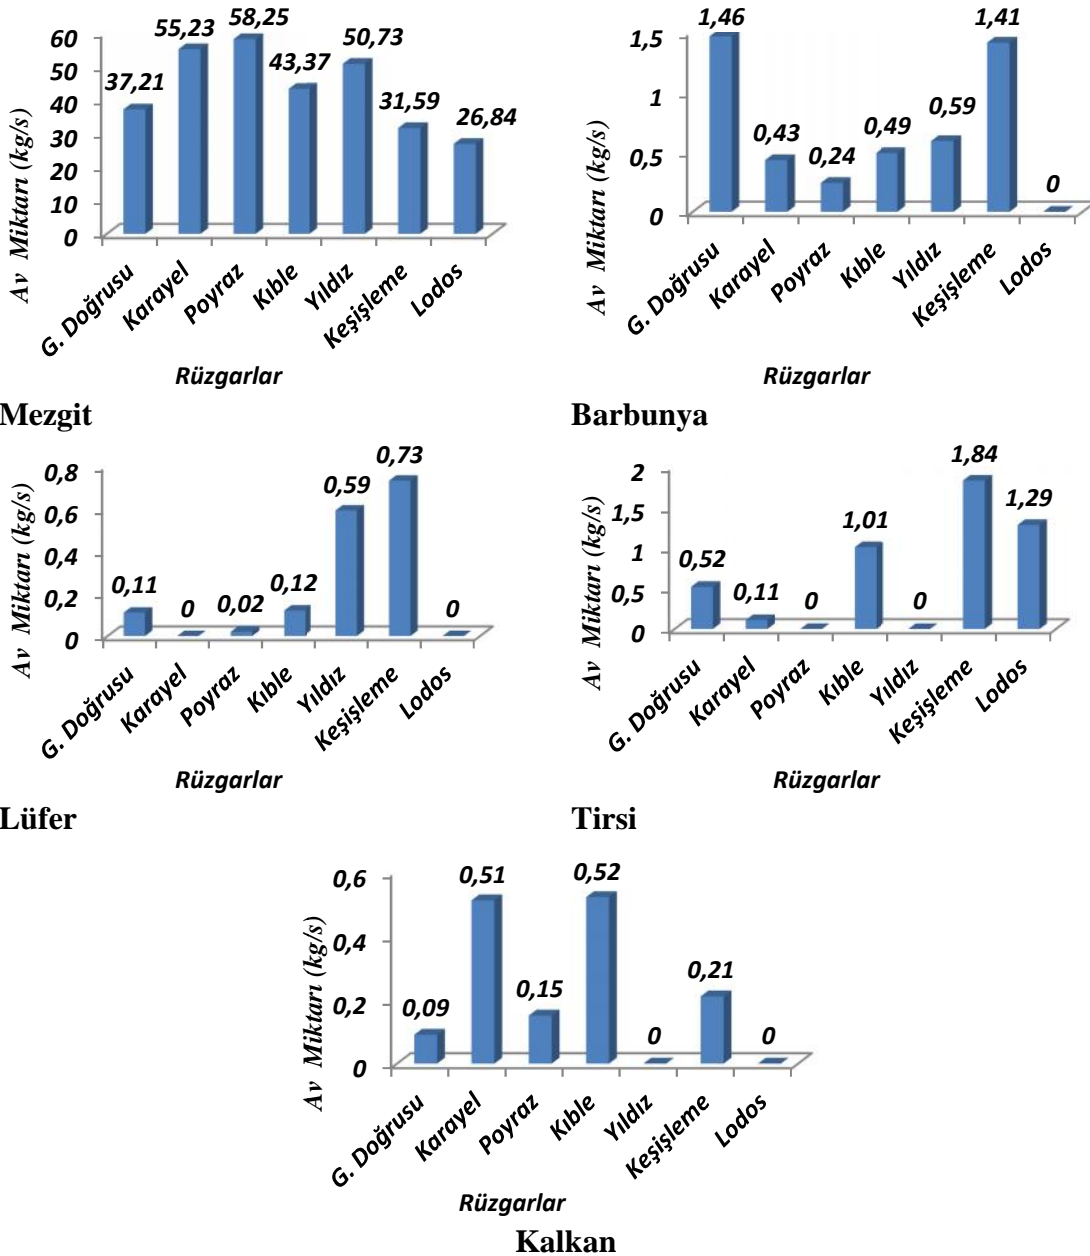 Av Miktarı (kg/s)
60
50
40
30
20
10
0
37,21
55,23
58,25
43,37
50,73
31,59
26,84
G. Doğrusu
Karayel
Poyraz
Kıble
Yıldız
Keşişleme
Lodos
Rüzgarlar
Mezgit
Av Miktarı (kg/s)
1,5
1
0,5
0
1,46
0,43
0,24
0,49
0,59
1,41
0
G. Doğrusu
Karayel
Poyraz
Kıble
Yıldız
Keşişleme
Lodos
Rüzgarlar
Barbunya
Av Miktarı (kg/s)
0,8
0,6
0,4
0,2
0
0,11
0
0,02
0,12
0,59
0,73
0
G. Doğrusu
Karayel
Poyraz
Kıble
Yıldız
Keşişleme
Lodos
Rüzgarlar
Lüfer
Av Miktarı (kg/s)
2
1,5
1
0,5
0
0,52
0,11
0
1,01
0
1,84
1,29
G. Doğrusu
Karayel
Poyraz
Kıble
Yıldız
Keşişleme
Lodos
Rüzgarlar
Tirsi
Av Miktarı (kg/s)
0,6
0,4
0,2
0
0,09
0,51
0,15
0,52
0
0,21
0
G. Doğrusu
Karayel
Poyraz
Kıble
Yıldız
Keşişleme
Lodos
Rüzgarlar
Kalkan